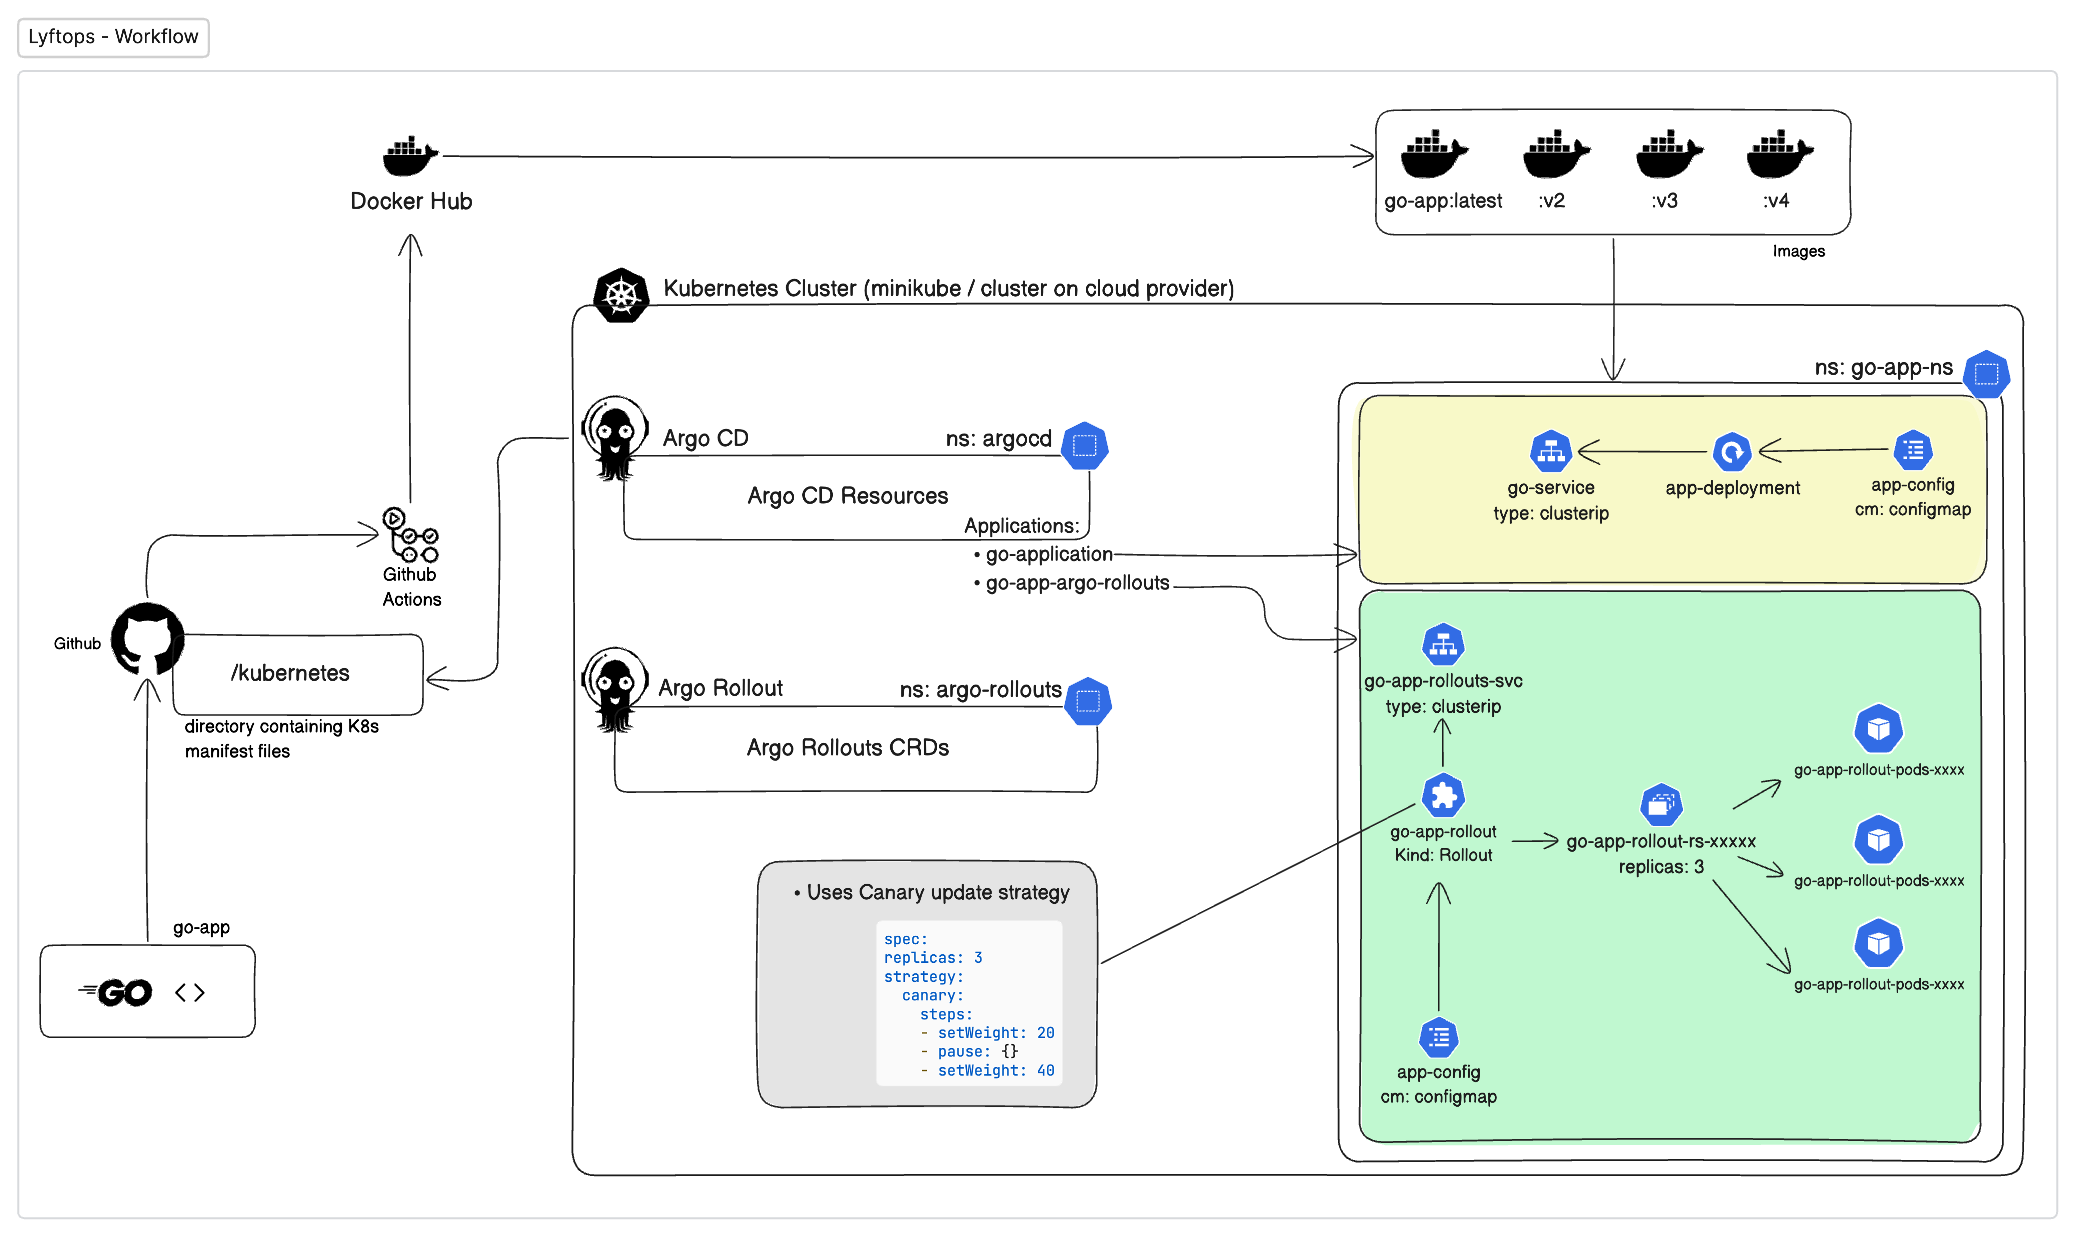 Lyftops - Workflow
Docker Hub
go-app:latest
:v2
:v3
:v4
Images
Kubernetes Cluster (minikube / cluster on cloud provider)
ns: go-app-ns
Argo CD
ns: argocd
Argo CD Resources
Applications:
• go-application
• go-app-argo-rollouts
go-service
type: clusterip
app-deployment
app-config
cm: configmap
Github
Actions
Github
/kubernetes
directory containing K8s
manifest files
Argo Rollout
ns: argo-rollouts
Argo Rollouts CRDs
go-app-rollouts-svc
type: clusterip
go-app-rollout
Kind: Rollout
go-app-rollout-rs-xxxxx
replicas: 3
go-app-rollout-pods-xxxx
go-app-rollout-pods-xxxx
go-app-rollout-pods-xxxx
app-config
cm: configmap
• Uses Canary update strategy
spec:
replicas: 3
strategy:
canary:
steps:
- setWeight: 20
- pause: {}
- setWeight: 40
go-app
GO < >